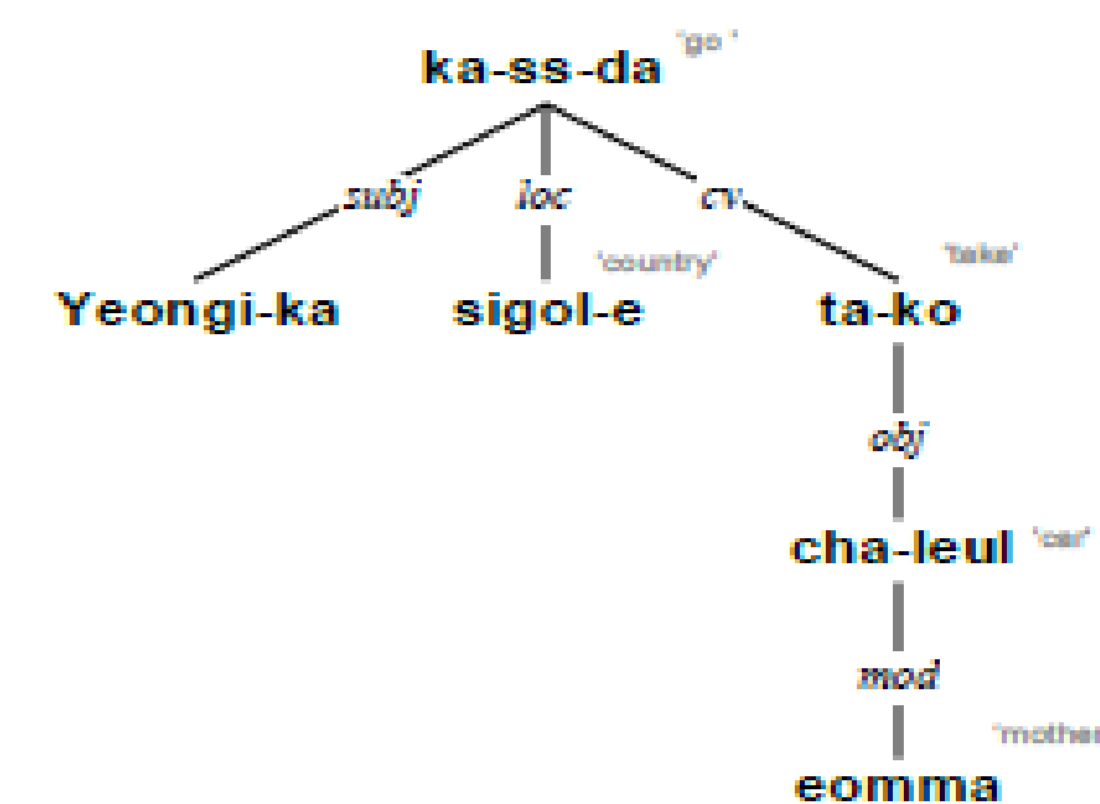 'go '
ka-ss-da
subj loc cv
'country' 'take'
Yeongi-ka sigol-e ta-ko
obj
cha-leul 'car'
mod
'mother
eomma